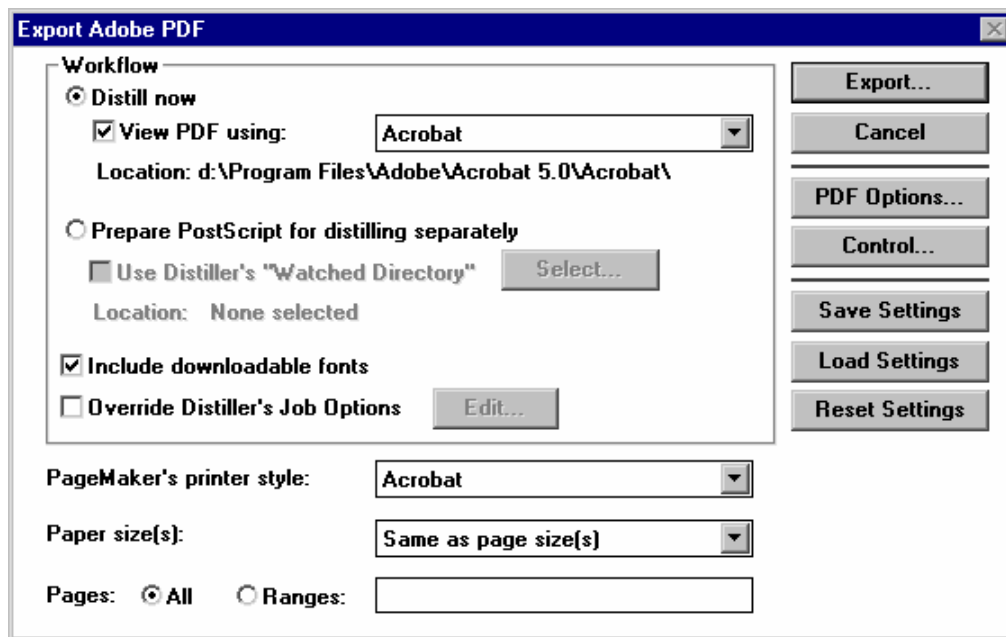 Export Adobe PDF
Workflow
Distill now
View PDF using: Acrobat
Location: d:\Program Files\Adobe\Acrobat 5.0\Acrobat\
Prepare PostScript for distilling separately
Use Distiller's "Watched Directory" Select...
Location: None selected
Include downloadable fonts
Override Distiller's Job Options Edit...
PageMaker's printer style: Acrobat
Paper size(s): Same as page size(s)
Pages: All Ranges:
Export...
Cancel
PDF Options...
Control...
Save Settings
Load Settings
Reset Settings